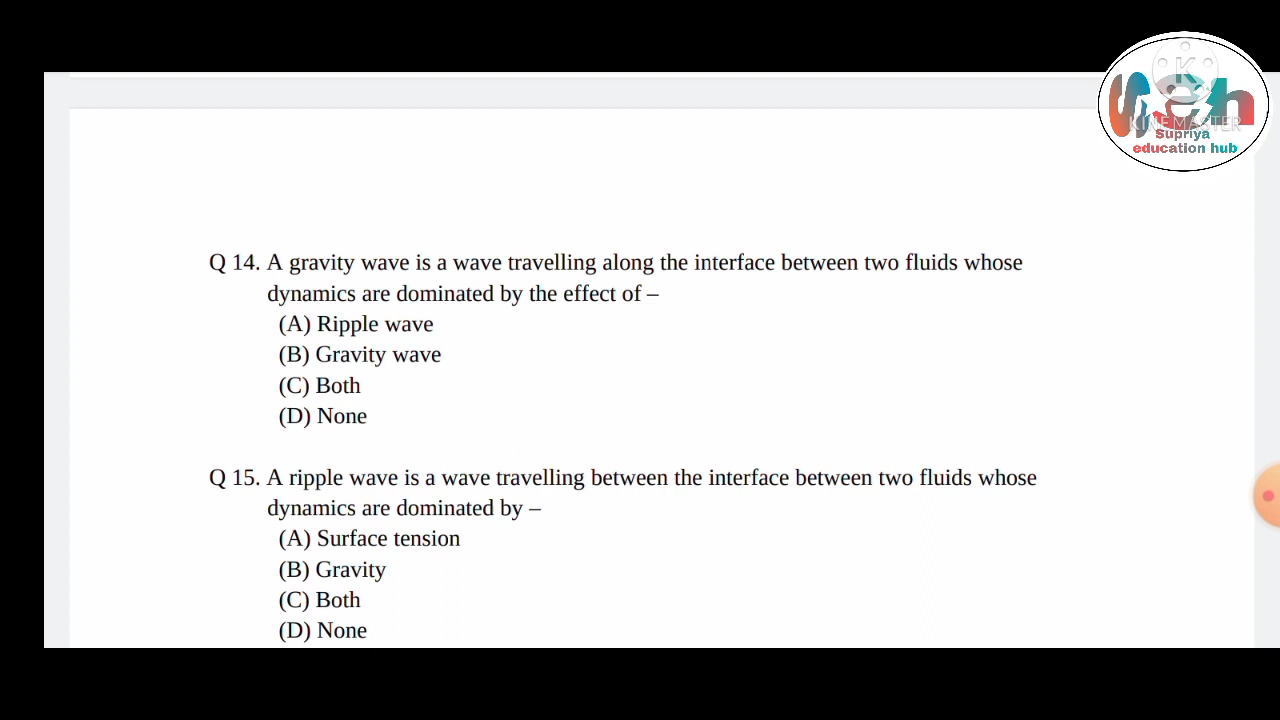 K
KINEMASTER
Seh
Supriya
education hub
Q 14. A gravity wave is a wave travelling along the interface between two fluids whose
dynamics are dominated by the effect of –
(A) Ripple wave
(B) Gravity wave
(C) Both
(D) None
Q 15. A ripple wave is a wave travelling between the interface between two fluids whose
dynamics are dominated by –
(A) Surface tension
(B) Gravity
(C) Both
(D) None